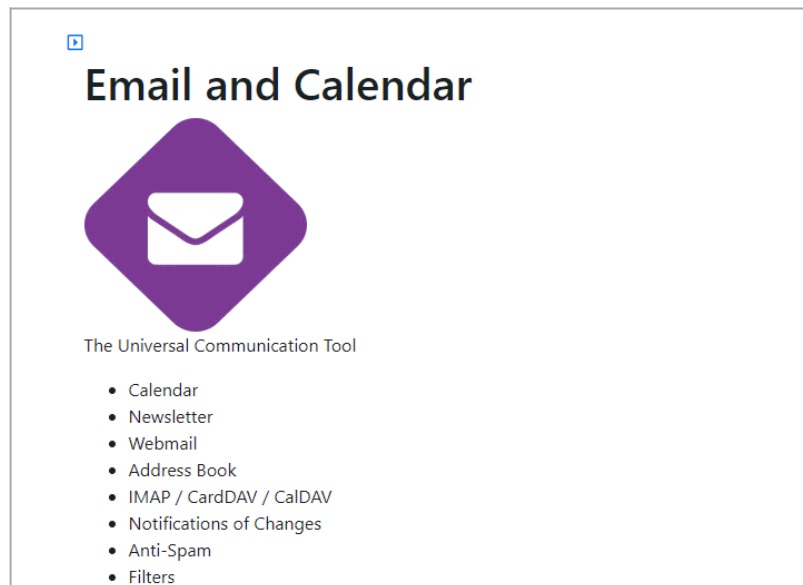 Email and Calendar
The Universal Communication Tool
Calendar
Newsletter
Webmail
Address Book
IMAP / CardDAV / CalDAV
Notifications of Changes
Anti-Spam
Filters